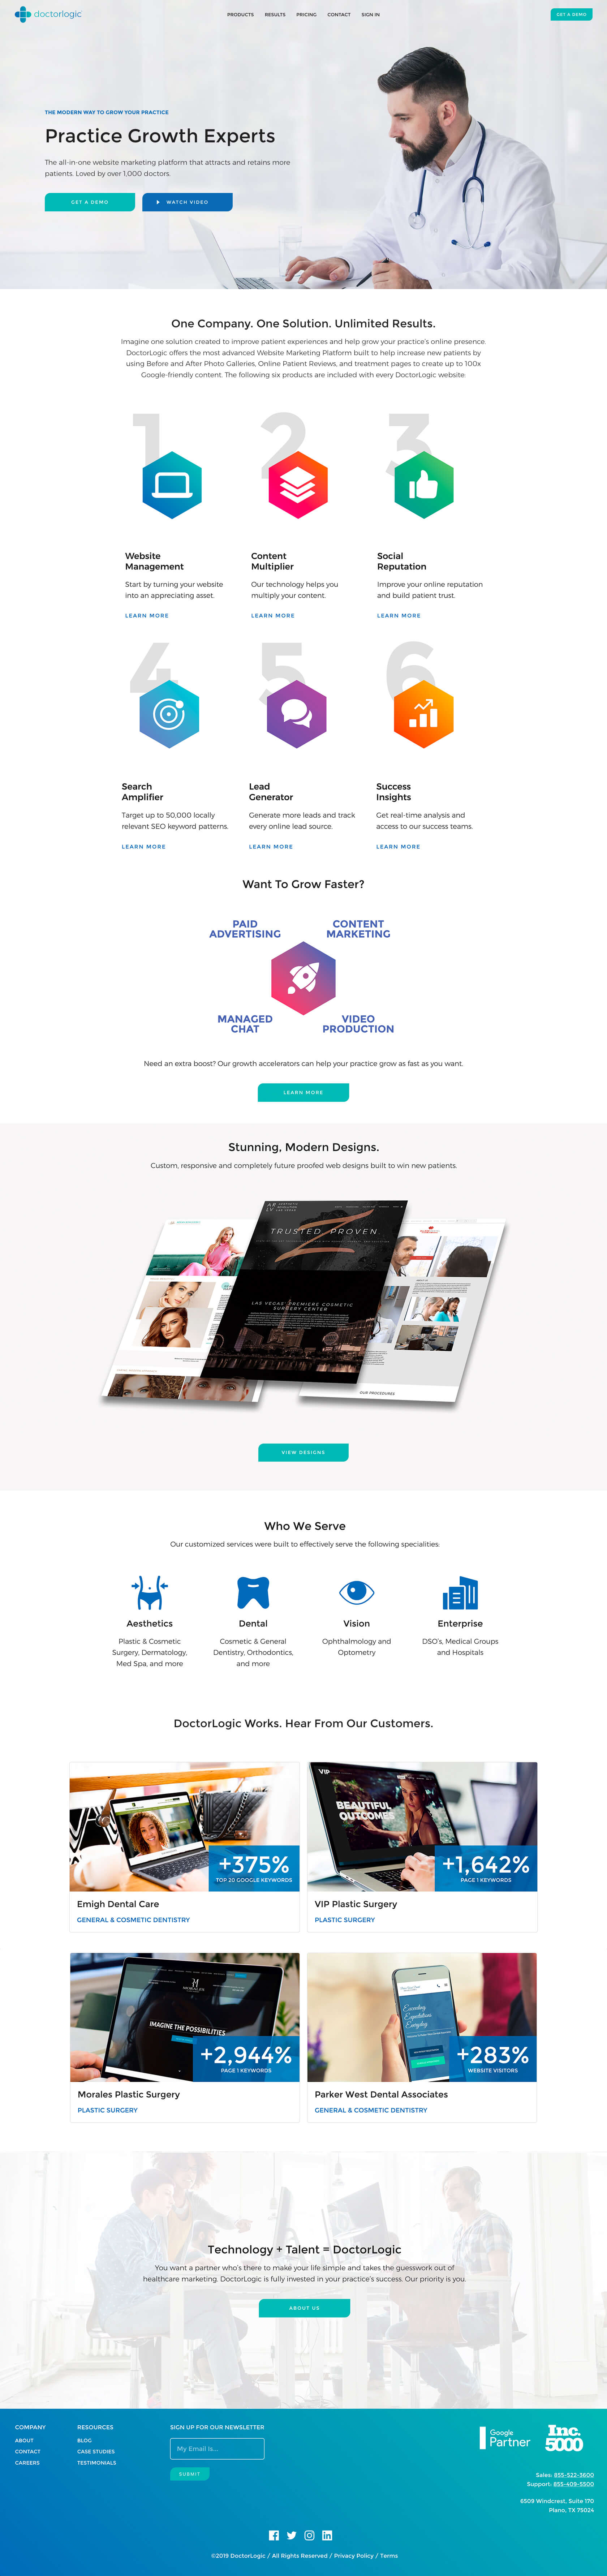 doctorlogic
PRODUCTS RESULTS PRICING CONTACT SIGN IN
GET A DEMO
THE MODERN WAY TO GROW YOUR PRACTICE
Practice Growth Experts
The all-in-one website marketing platform that attracts and retains more
patients. Loved by over 1,000 doctors.
GET A DEMO
WATCH VIDEO
One Company. One Solution. Unlimited Results.
Imagine one solution created to improve patient experiences and help grow your practice's online presence.
DoctorLogic offers the most advanced Website Marketing Platform built to help increase new patients by
using Before and After Photo Galleries, Online Patient Reviews, and treatment pages to create up to 100x
Google-friendly content. The following six products are included with every DoctorLogic website:
1
2
3
Website
Management
Start by turning your website
into an appreciating asset.
LEARN MORE
Content
Multiplier
Our technology helps you
multiply your content.
LEARN MORE
Social
Reputation
Improve your online reputation
and build patient trust.
LEARN MORE
4
5
6
Search
Amplifier
Target up to 50,000 locally
relevant SEO keyword patterns.
LEARN MORE
Lead
Generator
Generate more leads and track
every online lead source.
LEARN MORE
Success
Insights
Get real-time analysis and
access to our success teams.
LEARN MORE
Want To Grow Faster?
PAID
ADVERTISING
CONTENT
MARKETING
MANAGED
CHAT
VIDEO
PRODUCTION
Need an extra boost? Our growth accelerators can help your practice grow as fast as you want.
LEARN MORE
Stunning, Modern Designs.
Custom, responsive and completely future proofed web designs built to win new patients.
TRUSTED. PROVEN.
LAS VEGAS' PREMIERE COSMETIC
SURGERY CENTER
OUR PROCEDURES
VIEW DESIGNS
Who We Serve
Our customized services were built to effectively serve the following specialities:
Aesthetics
Plastic & Cosmetic
Surgery, Dermatology,
Med Spa, and more
Dental
Cosmetic & General
Dentistry, Orthodontics,
and more
Vision
Ophthalmology and
Optometry
Enterprise
DSO's, Medical Groups
and Hospitals
DoctorLogic Works. Hear From Our Customers.
+375%
TOP 20 GOOGLE KEYWORDS
Emigh Dental Care
GENERAL & COSMETIC DENTISTRY
VIP
BEAUTIFUL
OUTCOMES
+1,642%
PAGE 1 KEYWORDS
VIP Plastic Surgery
PLASTIC SURGERY
IMAGINE THE POSSIBILITIES
+2,944%
PAGE 1 KEYWORDS
Morales Plastic Surgery
PLASTIC SURGERY
Exceeding
Expectations
Everyday
+283%
WEBSITE VISITORS
Parker West Dental Associates
GENERAL & COSMETIC DENTISTRY
Technology + Talent = DoctorLogic
You want a partner who's there to make your life simple and takes the guesswork out of
healthcare marketing. DoctorLogic is fully invested in your practice's success. Our priority is you.
ABOUT US
COMPANY
ABOUT
CONTACT
CAREERS
RESOURCES
BLOG
CASE STUDIES
TESTIMONIALS
SIGN UP FOR OUR NEWSLETTER
My Email Is...
SUBMIT
Google
Partner
Inc.
5000
Sales: 855-522-3600
Support: 855-409-5500
6509 Windcrest, Suite 170
Plano, TX 75024
©2019 DoctorLogic / All Rights Reserved / Privacy Policy / Terms